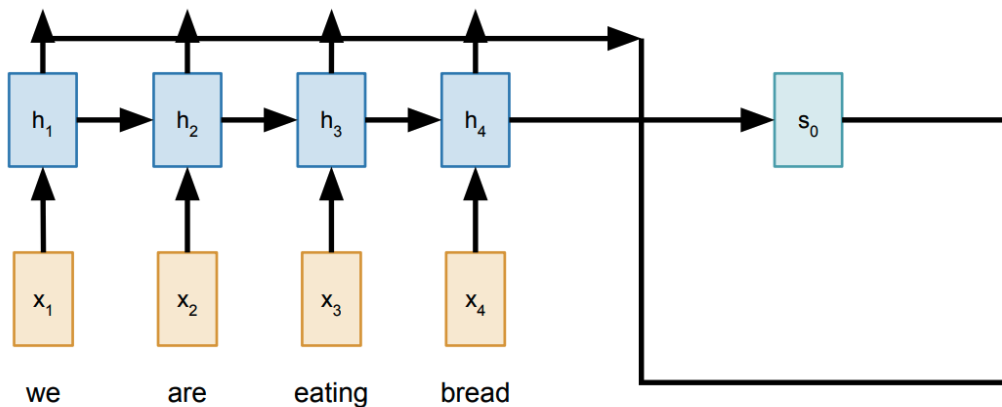 h₁ h₂ h₃ h₄ s₀
x₁ x₂ x₃ x₄
we are eating bread